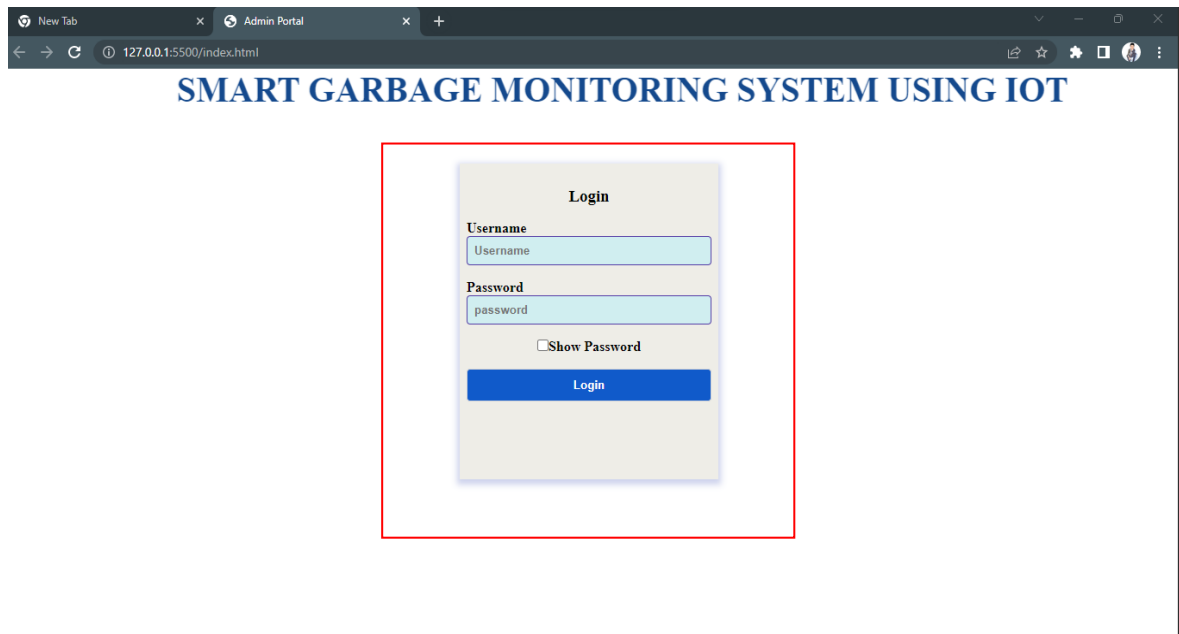 New Tab
Admin Portal
127.0.0.1:5500/index.html
SMART GARBAGE MONITORING SYSTEM USING IOT
Login
Username
Username
Password
password
Show Password
Login